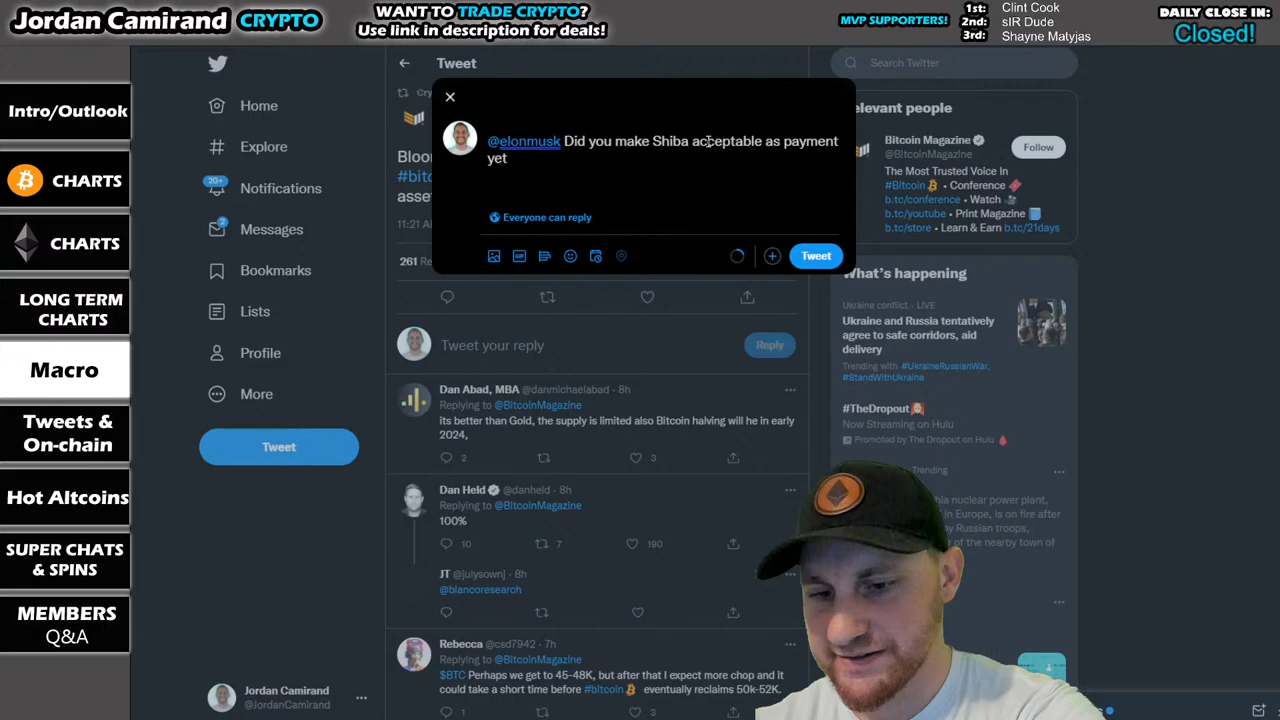 Jordan Camirand CRYPTO
WANT TO TRADE CRYPTO?
Use link in description for deals!
MVP SUPPORTERS!
1st: Clint Cook
2nd: sIR Dude
3rd: Shayne Matyjas
DAILY CLOSE IN:
Closed!
Intro/Outlook
CHARTS
CHARTS
LONG TERM
CHARTS
Macro
Tweets &
On-chain
Hot Altcoins
SUPER CHATS
& SPINS
MEMBERS
Q&A
Home
Explore
20+
Notifications
2
Messages
Bookmarks
Lists
Profile
More
Tweet
Jordan Camirand
@JordanCamirand
Tweet
@elonmusk Did you make Shiba acceptable as payment
yet
Everyone can reply
Tweet
Bloo
#bit
asse
11:21 A
261 Re
Tweet your reply
Reply
Dan Abad, MBA @danmichaelabad · 8h
Replying to @BitcoinMagazine
its better than Gold, the supply is limited also Bitcoin halving will he in early
2024,
2
3
Dan Held @danheld · 8h
Replying to @BitcoinMagazine
100%
10
7
190
JT @julysownj · 8h
@biancoresearch
Rebecca @csd7942 · 7h
Replying to @BitcoinMagazine
$BTC Perhaps we get to 45-48K, but after that I expect more chop and it
could take a short time before #bitcoin eventually reclaims 50k-52K.
1
3
Search Twitter
elevant people
Bitcoin Magazine
@BitcoinMagazine
Follow
The Most Trusted Voice In
#Bitcoin • Conference
b.tc/conference • Watch
b.tc/youtube • Print Magazine
b.tc/store • Learn & Earn b.tc/21days
What's happening
Ukraine conflict · LIVE
Ukraine and Russia tentatively
agree to safe corridors, aid
delivery
Trending with #UkraineRussianWar,
#StandWithUkraine
#TheDropout
Now Streaming on Hulu
Promoted by The Dropout on Hulu
Trending
nuclear power plant,
in Europe, is on fire after
by Russian troops,
of the nearby town of